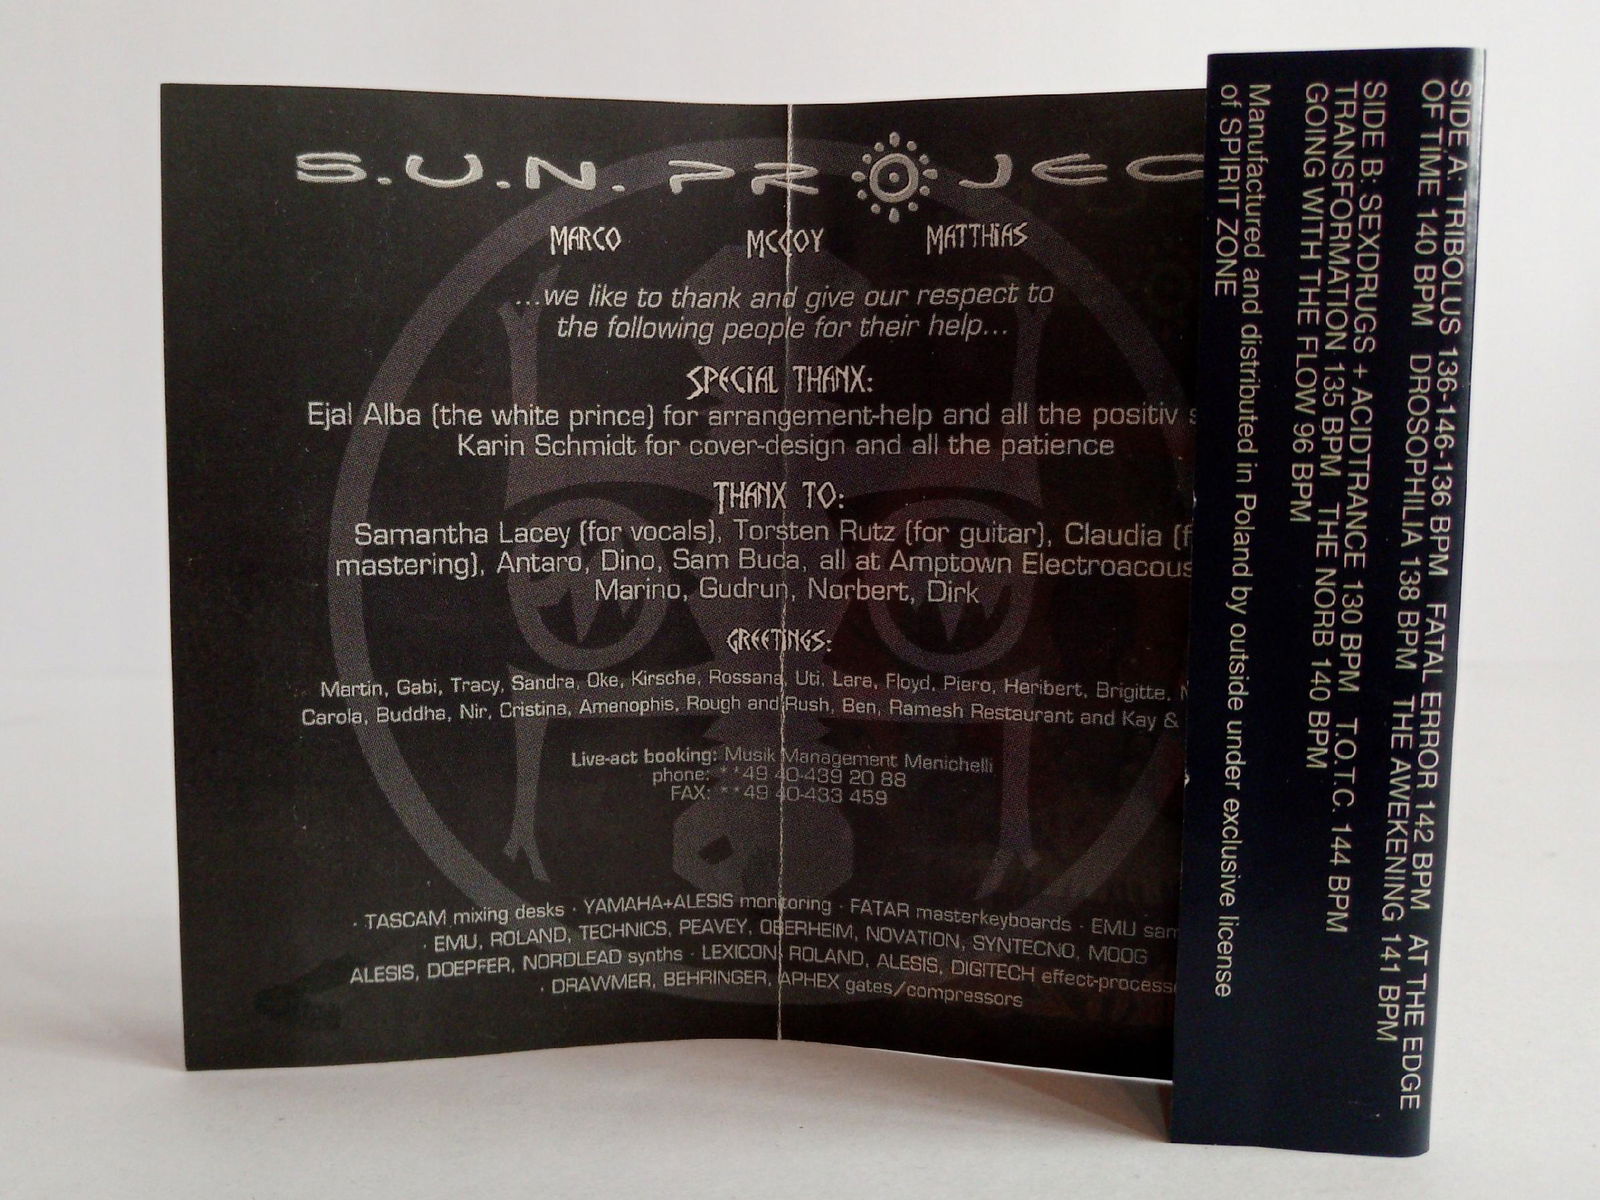 S.U.N. PROJEC
MARCO MCCOY MATTHIAS
...we like to thank and give our respect to
the following people for their help...
SPECIAL THANX:
Ejal Alba (the white prince) for arrangement-help and all the positiv
Karin Schmidt for cover-design and all the patience
THANX TO:
Samantha Lacey (for vocals), Torsten Rutz (for guitar), Claudia (f
mastering), Antaro, Dino, Sam Buca, all at Amptown Electroacous
Marino, Gudrun, Norbert, Dirk
GREETINGS:
Martin, Gabi, Tracy, Sandra, Oke, Kirsche, Rossana, Uti, Lara, Floyd, Piero, Heribert, Brigitte,
Carola, Buddha, Nir, Cristina, Amenophis, Rough and Rush, Ben, Ramesh Restaurant and Kay &
Live-act booking: Musik Management Menichelli
phone: **49 40-439 20 88
FAX: **49 40-433 459
· TASCAM mixing desks · YAMAHA+ALESIS monitoring · FATAR masterkeyboards · EMU sam
· EMU, ROLAND, TECHNICS, PEAVEY, OBERHEIM, NOVATION, SYNTECNO, MOOG
ALESIS, DOEPFER, NORDLEAD synths · LEXICON, ROLAND, ALESIS, DIGITECH effect-process
· DRAWMER, BEHRINGER, APHEX gates/compressors
SIDE A: TRIBOLUS 136-146-136 BPM FATAL ERROR 142 BPM AT THE EDGE
OF TIME 140 BPM DROSOPHILIA 138 BPM THE AWEKENING 141 BPM
SIDE B: SEXDRUGS + ACIDTRANCE 130 BPM T.O.T.C. 144 BPM
TRANSFORMATION 135 BPM THE NORB 140 BPM
GOING WITH THE FLOW 96 BPM
Manufactured and distributed in Poland by outside under exclusive license
of SPIRIT ZONE